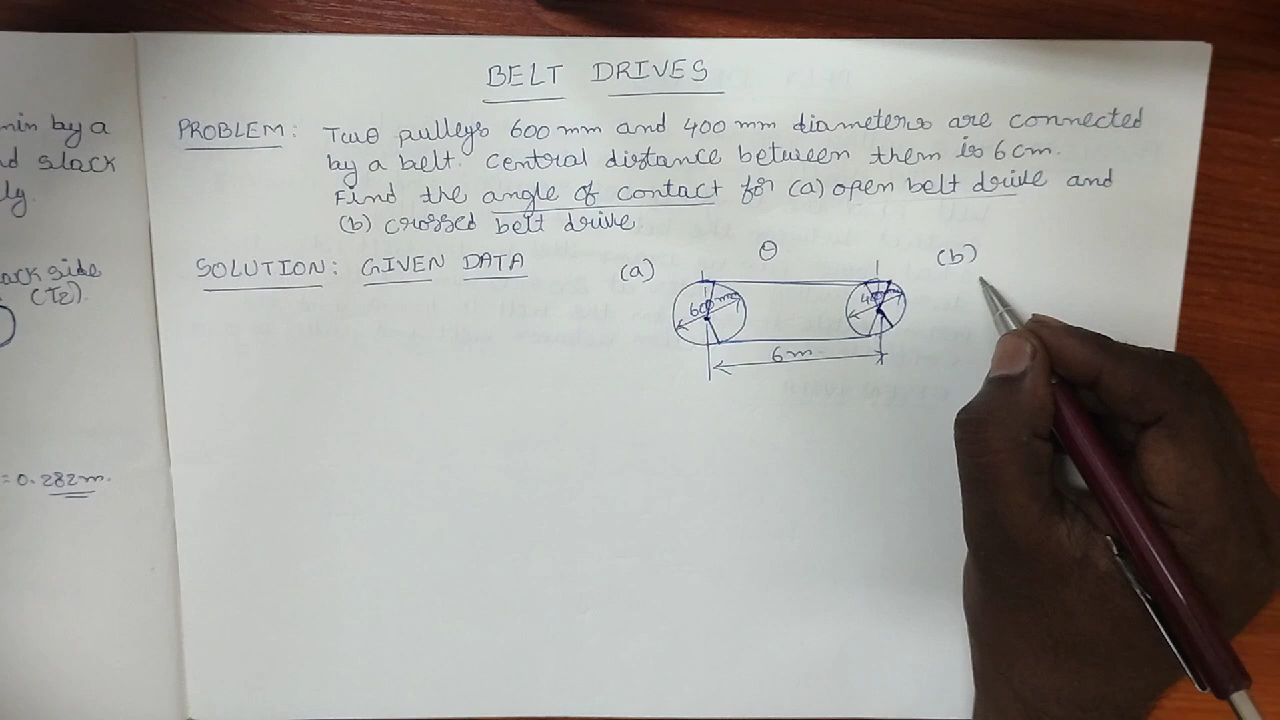 BELT DRIVES
min by a
slack
ly.
ack side
(T2).
= 0.282m.
PROBLEM: Two pulleys 600 mm and 400 mm diameters are connected
by a belt. Central distance between them is 6 cm.
Find the angle of contact for (a) open belt drive and
(b) crossed belt drive
SOLUTION: GIVEN DATA
(a)
θ
(b)
600 mm
400
6m